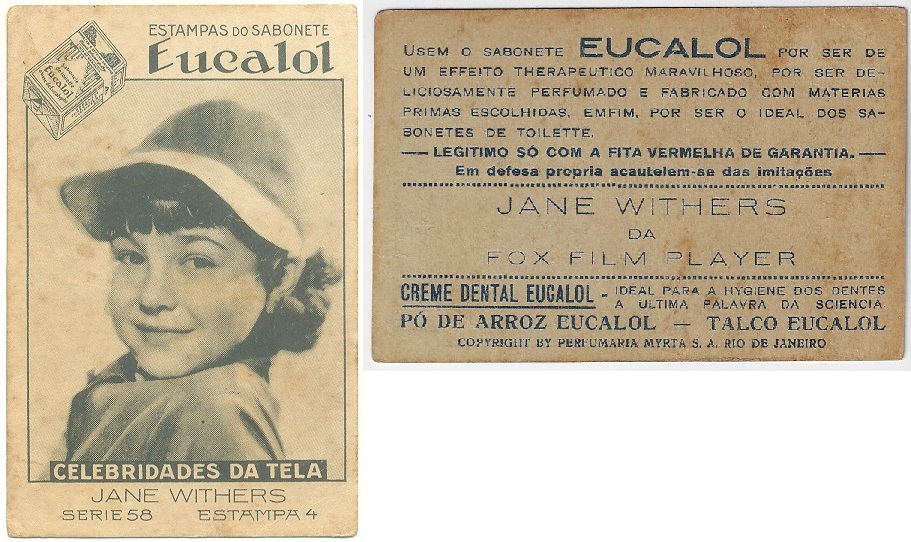 ESTAMPAS DO SABONETE
Eucalol
Eucalol
CELEBRIDADES DA TELA
JANE WITHERS
SERIE 58 ESTAMPA 4
USEM O SABONETE EUCALOL POR SER DE
UM EFFEITO THERAPEUTICO MARAVILHOSO, POR SER DE-
LICIOSAMENTE PERFUMADO E FABRICADO COM MATERIAS
PRIMAS ESCOLHIDAS, EMFIM, POR SER O IDEAL DOS SA-
BONETES DE TOILETTE.
— LEGITIMO SÓ COM A FITA VERMELHA DE GARANTIA. —
Em defesa propria acautelem-se das imitações
JANE WITHERS
DA
FOX FILM PLAYER
CREME DENTAL EUCALOL - IDEAL PARA A HYGIENE DOS DENTES
A ULTIMA PALAVRA DA SCIENCIA.
PÓ DE ARROZ EUCALOL — TALCO EUCALOL
COPYRIGHT BY PERFUMARIA MYRTA S. A. RIO DE JANEIRO